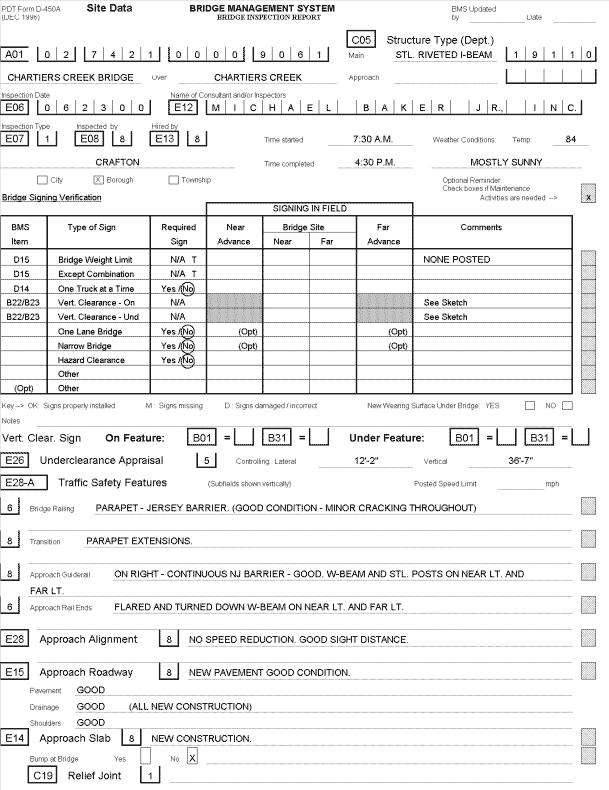 PDT Form D-450A Site Data BRIDGE MANAGEMENT SYSTEM BMS Updated
(DEC 1996) BRIDGE INSPECTION REPORT by Date
C05 Structure Type (Dept.)
A01 0 2 7 4 2 1 0 0 0 0 9 0 6 1 Main STL. RIVETED I-BEAM 1 9 1 1 0
CHARTIERS CREEK BRIDGE Over CHARTIERS CREEK Approach
Inspection Date Name of Consultant and/or Inspectors
E06 0 6 2 3 0 0 E12 M I C H A E L B A K E R J R., I N C.
Inspection Type Inspected by Hired by
E07 1 E08 8 E13 8 Time started 7:30 A.M. Weather Conditions: Temp: 84
CRAFTON Time completed 4:30 P.M. MOSTLY SUNNY
City X Borough Township Optional Reminder:
Check boxes if Maintenance
Bridge Signing Verification Activities are needed --> X
SIGNING IN FIELD
BMS Type of Sign Required Near Bridge Site Far Comments
Item Sign Advance Near Far Advance
D15 Bridge Weight Limit N/A T NONE POSTED
D15 Except Combination N/A T
D14 One Truck at a Time Yes / No
B22/B23 Vert. Clearance - On N/A See Sketch
B22/B23 Vert. Clearance - Und N/A See Sketch
One Lane Bridge Yes / No (Opt) (Opt)
Narrow Bridge Yes / No (Opt) (Opt)
Hazard Clearance Yes / No
Other
(Opt) Other
Key --> OK: Signs properly installed M : Signs missing D : Signs damaged / incorrect New Wearing Surface Under Bridge: YES NO
Notes
Vert. Clear. Sign On Feature: B01 = B31 = Under Feature: B01 = B31 =
E26 Underclearance Appraisal 5 Controlling: Lateral 12'-2" Vertical 36'-7"
E28-A Traffic Safety Features (Subfields shown vertically) Posted Speed Limit mph
6 Bridge Railing PARAPET - JERSEY BARRIER. (GOOD CONDITION - MINOR CRACKING THROUGHOUT)
8 Transition PARAPET EXTENSIONS.
8 Approach Guiderail ON RIGHT - CONTINUOUS NJ BARRIER - GOOD. W-BEAM AND STL. POSTS ON NEAR LT. AND
FAR LT.
6 Approach Rail Ends FLARED AND TURNED DOWN W-BEAM ON NEAR LT. AND FAR LT.
E28 Approach Alignment 8 NO SPEED REDUCTION. GOOD SIGHT DISTANCE.
E15 Approach Roadway 8 NEW PAVEMENT GOOD CONDITION.
Pavement GOOD
Drainage GOOD (ALL NEW CONSTRUCTION)
Shoulders GOOD
E14 Approach Slab 8 NEW CONSTRUCTION.
Bump at Bridge Yes No X
C19 Relief Joint 1